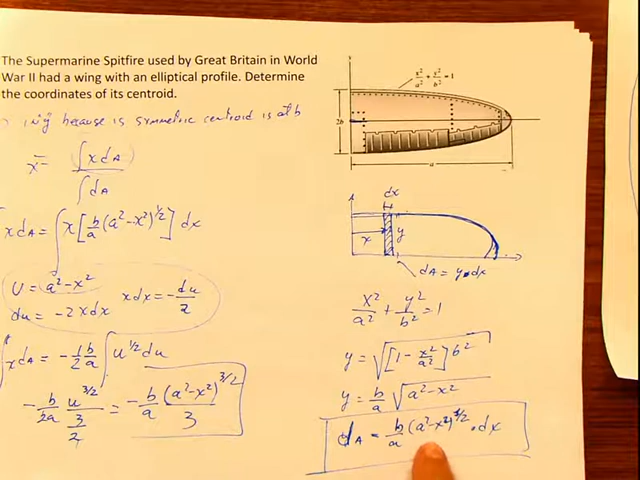 The Supermarine Spitfire used by Great Britain in World
War II had a wing with an elliptical profile. Determine
the coordinates of its centroid.
in ȳ because is symmetric centroid is at b
x̄ = ∫x dA / ∫dA
x dA = ∫ x [b/a (a²-x²)^1/2] dx
U = a²-x²
du = -2xdx xdx = -du/2
∫x dA = -1/2 b/a ∫ u^1/2 du
-b/2a u^3/2 / (3/2) = -b/a (a²-x²)^3/2 / 3
x²/a² + y²/b² = 1
2b
a
dx
x
y
dA = y·dx
x²/a² + y²/b² = 1
y = √([1 - x²/a²] b²)
y = b/a √(a²-x²)
dA = b/a (a²-x²)^1/2 · dx